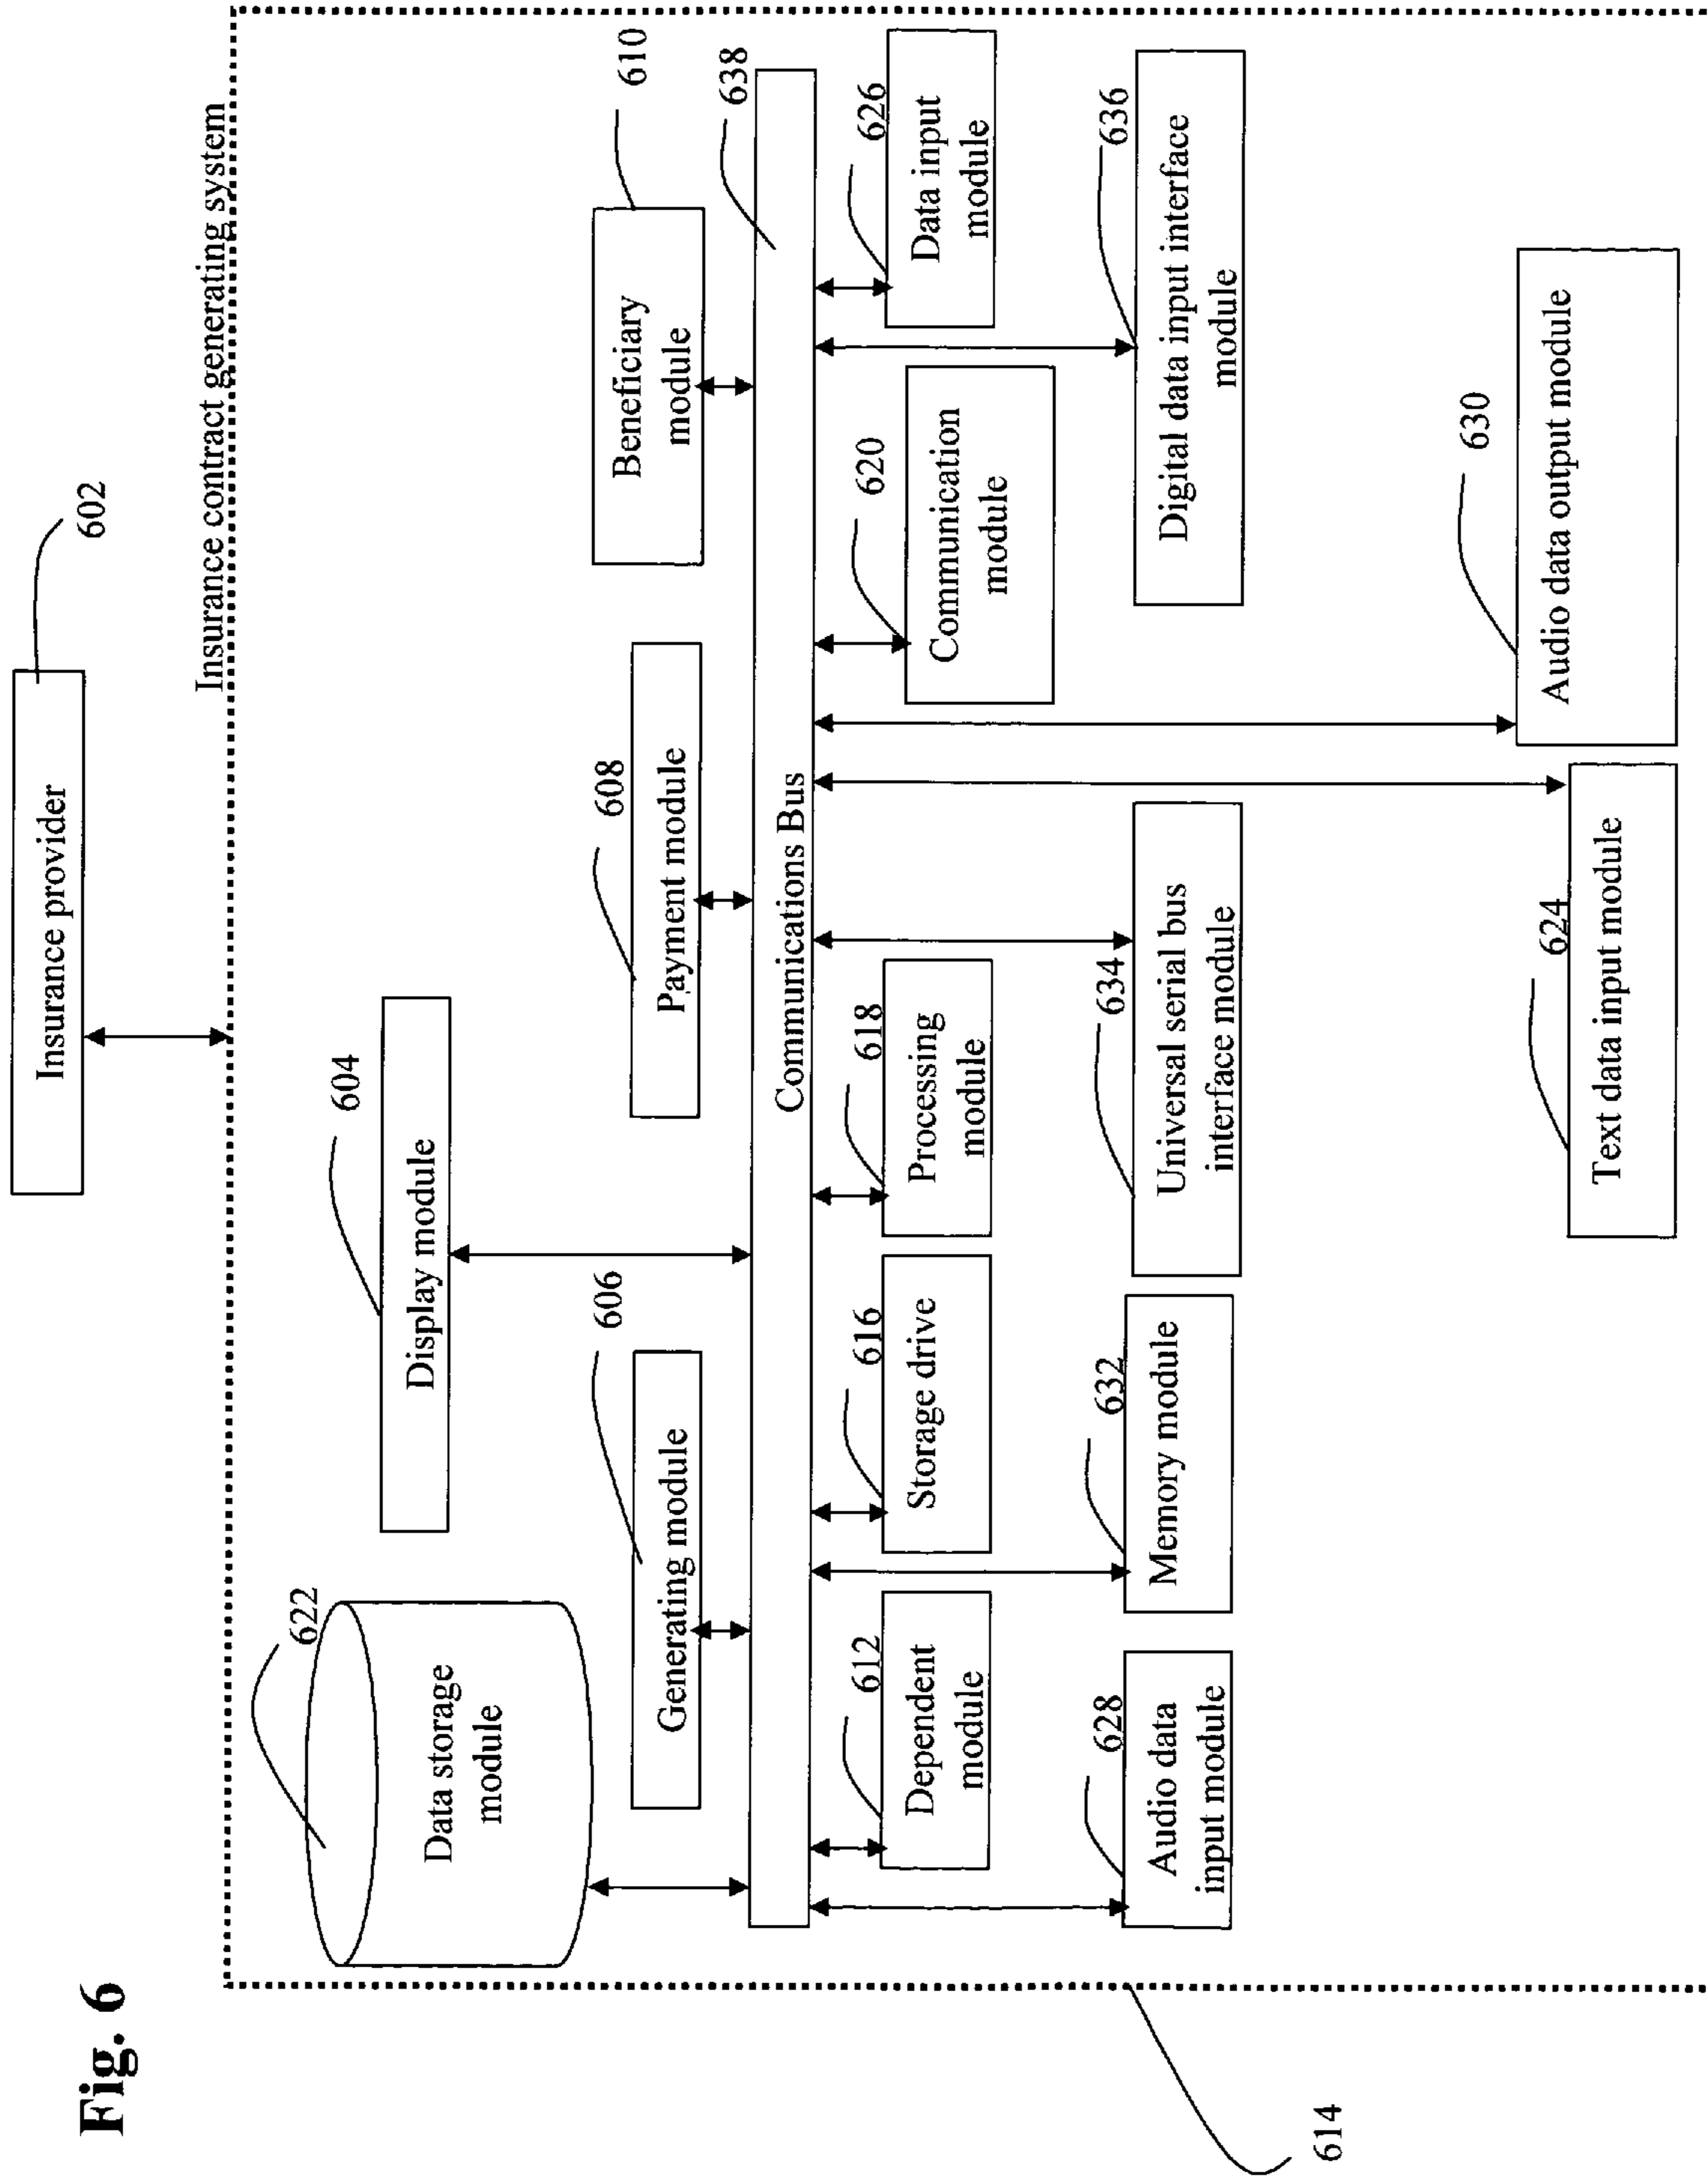 Fig. 6
Insurance provider
602
Insurance contract generating system
622
Data storage
module
604
Display module
606
Generating module
608
Payment module
610
Beneficiary
module
638
Communications Bus
612
Dependent
module
616
Storage drive
618
Processing
module
620
Communication
module
626
Data input
module
628
Audio data
input module
632
Memory module
634
Universal serial bus
interface module
636
Digital data input interface
module
624
Text data input module
630
Audio data output module
614